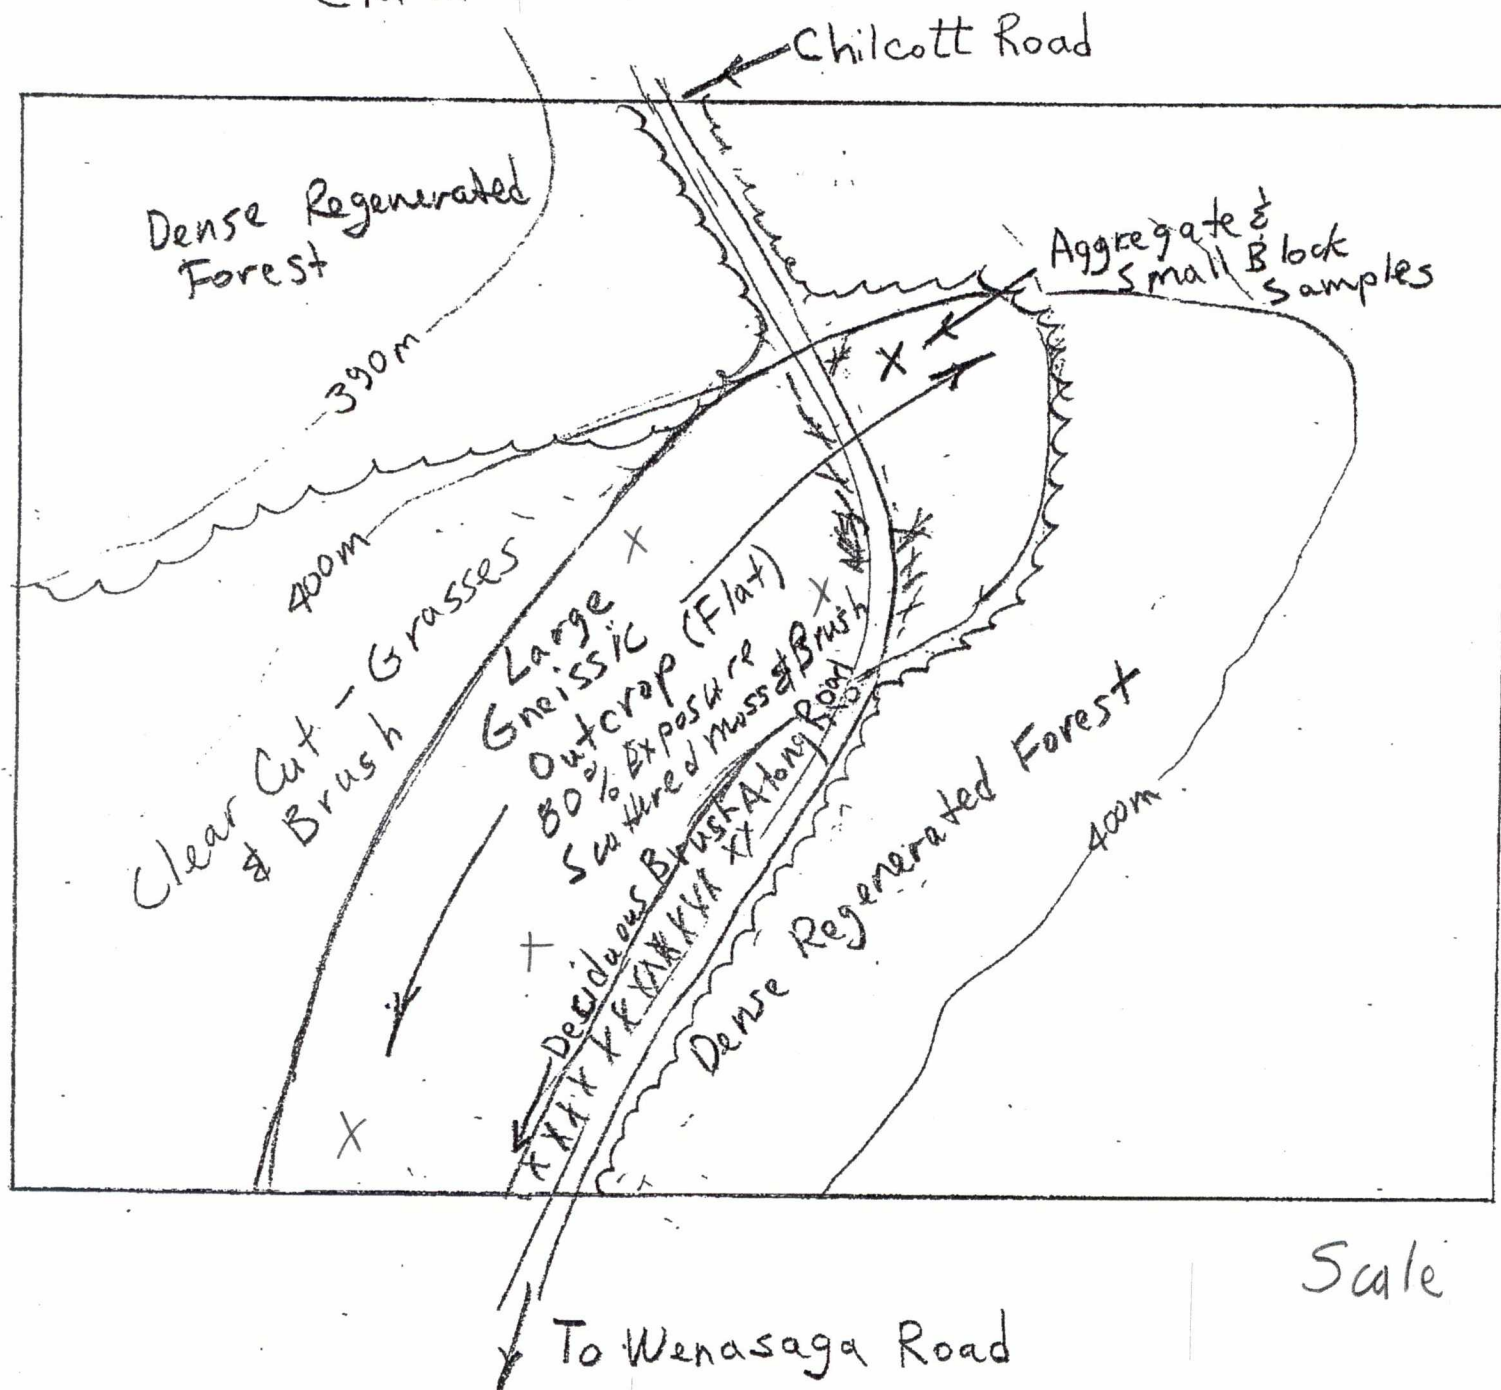 Chilcott Road
Dense Regenerated
Forest
Aggregate &
Small Block
Samples
390m
400m
Clear Cut - Grasses
& Brush
Large
Gneissic
Outcrop (Flat)
80% Exposure
Scattered moss & Brush
Deciduous Brush Along Road
Dense Regenerated Forest
400m
Scale
To Wenasaga Road